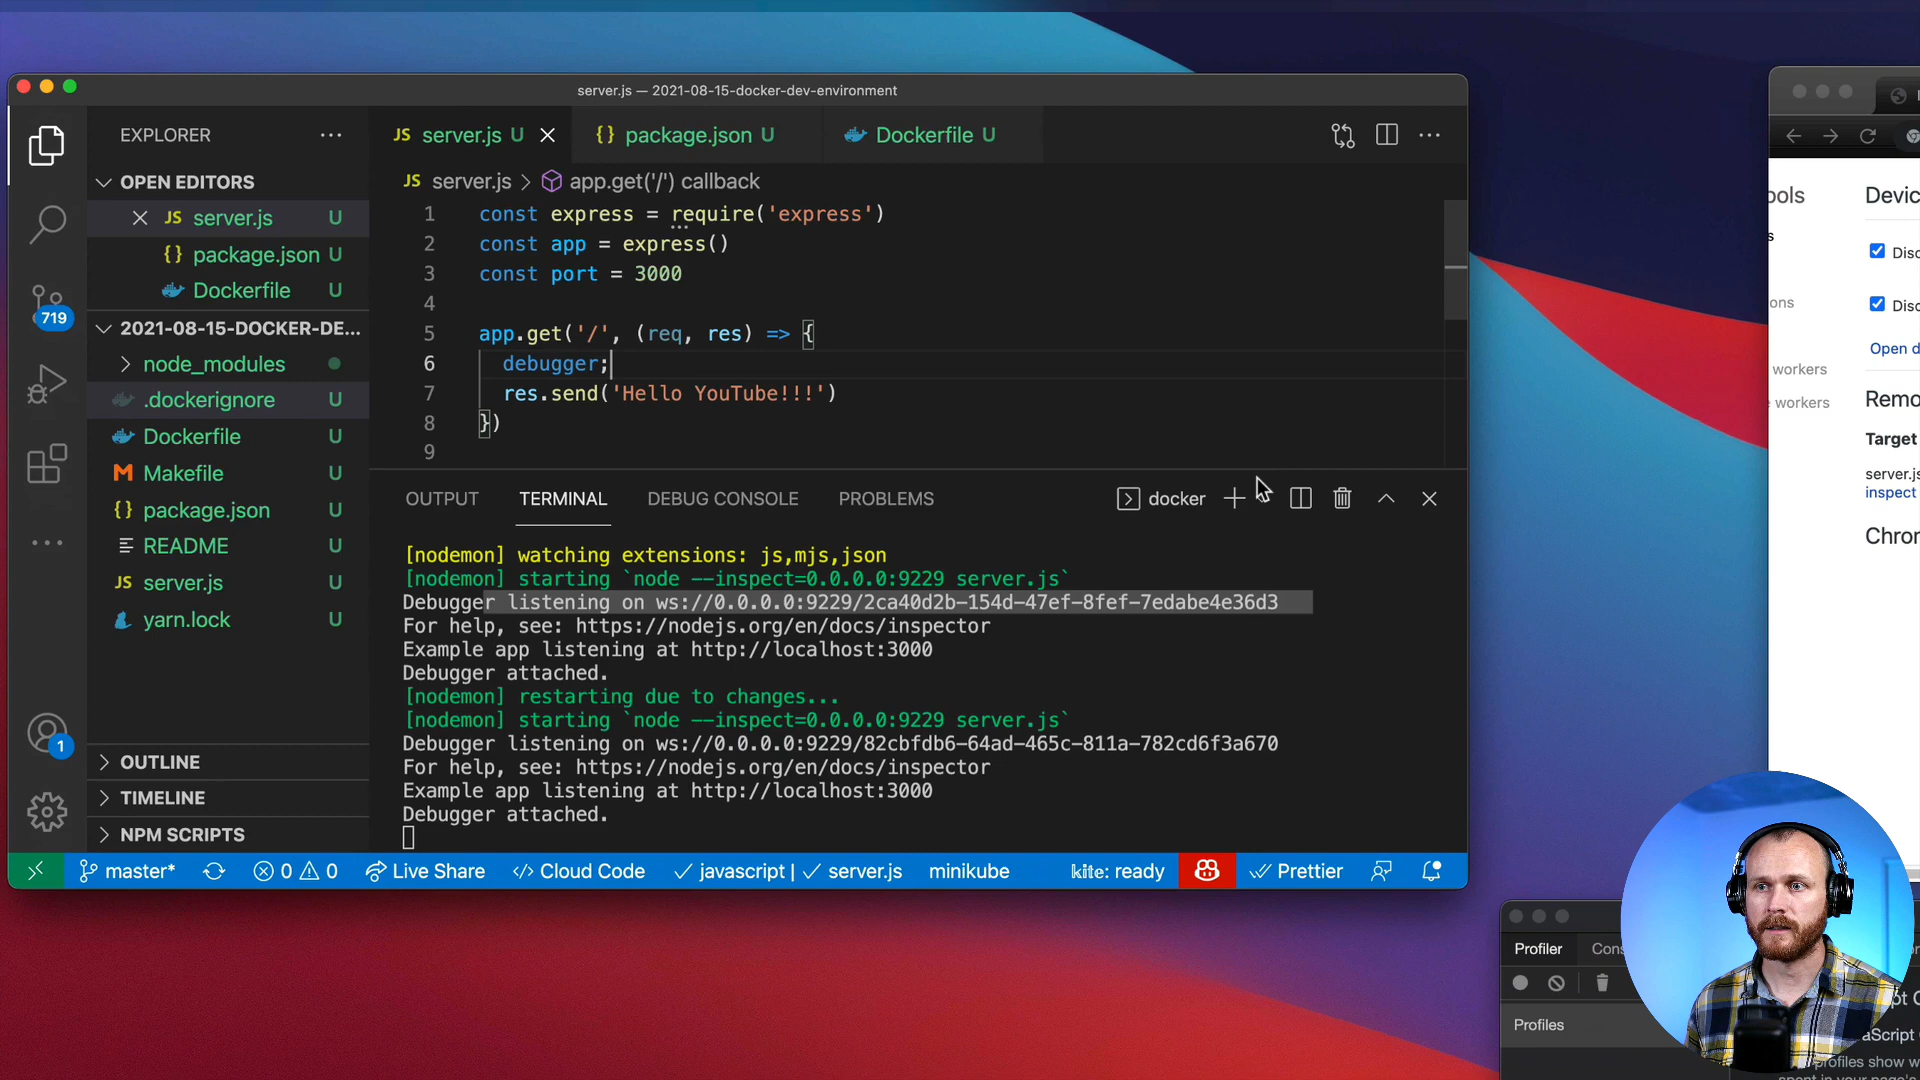 server.js — 2021-08-15-docker-dev-environment
EXPLORER
JS server.js U
{} package.json U
Dockerfile U
OPEN EDITORS
JS server.js > app.get('/') callback
JS server.js U
{} package.json U
Dockerfile U
2021-08-15-DOCKER-DE...
node_modules
.dockerignore U
Dockerfile U
Makefile U
{} package.json U
README U
JS server.js U
yarn.lock U
719
1
OUTLINE
TIMELINE
NPM SCRIPTS
1 const express = require('express')
2 const app = express()
3 const port = 3000
4
5 app.get('/', (req, res) => {
6 debugger;
7 res.send('Hello YouTube!!!')
8 })
9
OUTPUT TERMINAL DEBUG CONSOLE PROBLEMS
docker
[nodemon] watching extensions: js,mjs,json
[nodemon] starting `node --inspect=0.0.0.0:9229 server.js`
Debugger listening on ws://0.0.0.0:9229/2ca40d2b-154d-47ef-8fef-7edabe4e36d3
For help, see: https://nodejs.org/en/docs/inspector
Example app listening at http://localhost:3000
Debugger attached.
[nodemon] restarting due to changes...
[nodemon] starting `node --inspect=0.0.0.0:9229 server.js`
Debugger listening on ws://0.0.0.0:9229/82cbfdb6-64ad-465c-811a-782cd6f3a670
For help, see: https://nodejs.org/en/docs/inspector
Example app listening at http://localhost:3000
Debugger attached.
master* 0 0 Live Share Cloud Code javascript | server.js minikube kite: ready Prettier
ools
Devic
s
Disc
ons
Disc
Open d
workers
e workers
Remo
Target
server.js
inspect
Chron
Profiler
Cons
Profiles
pt C
aScript
profiles show w
spent in your page's